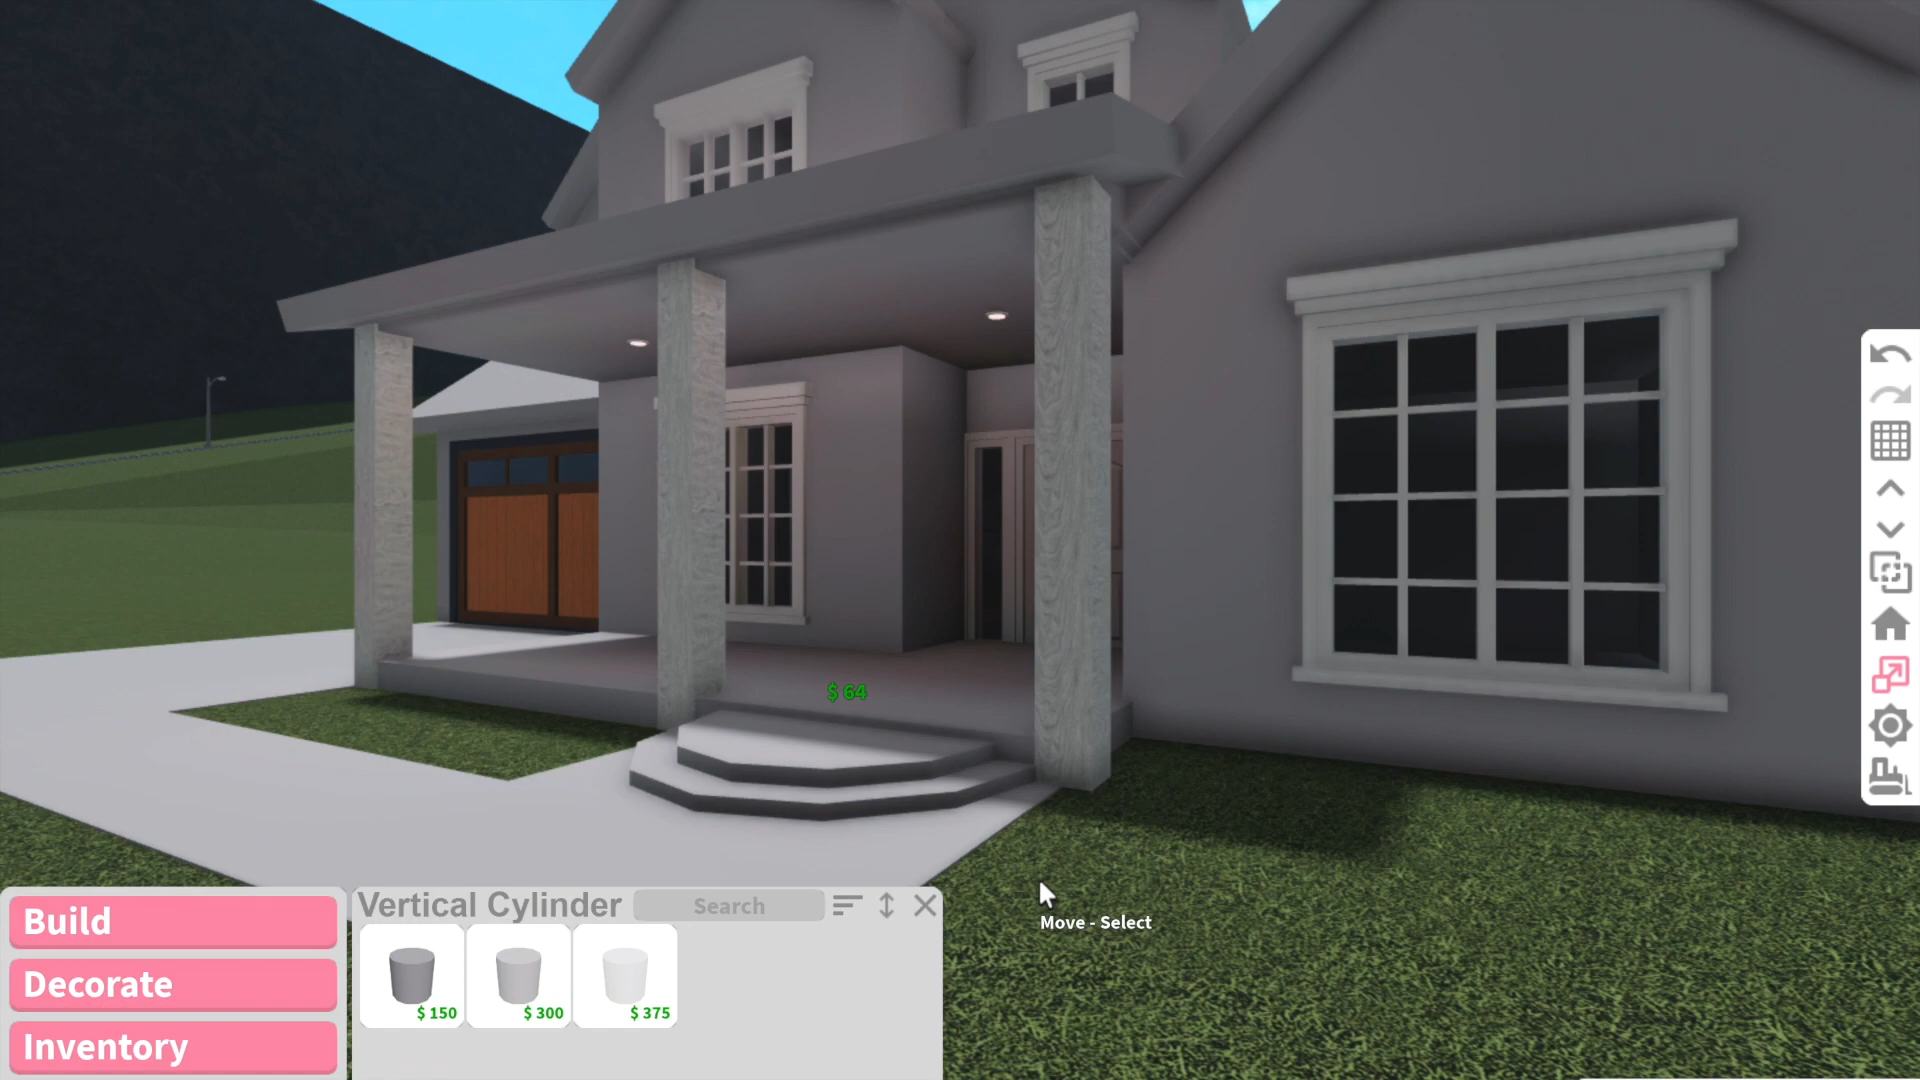 $ 64
Build
Decorate
Inventory
Vertical Cylinder
Search
$ 150
$ 300
$ 375
Move - Select